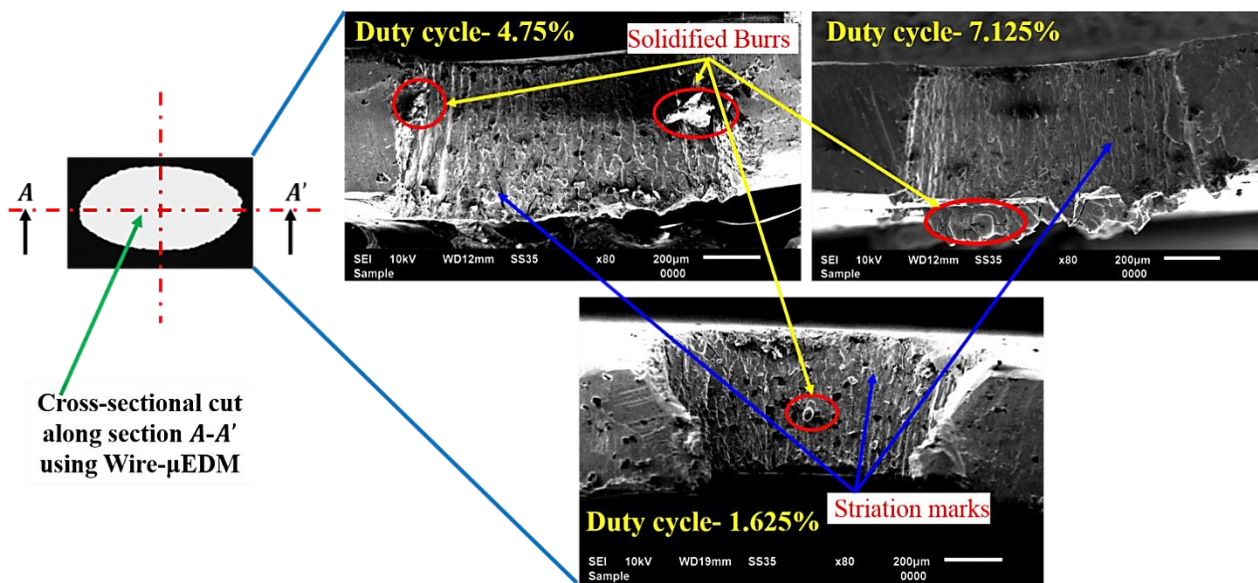 Duty cycle- 4.75%
Solidified Burrs
Duty cycle- 7.125%
A
A'
SEI 10kV WD12mm SS35 x80 200μm
Sample 0000
SEI 10kV WD12mm SS35 x80 200μm
Sample 0000
Cross-sectional cut
along section A-A'
using Wire-μEDM
Striation marks
Duty cycle- 1.625%
SEI 10kV WD19mm SS35 x80 200μm
Sample 0000